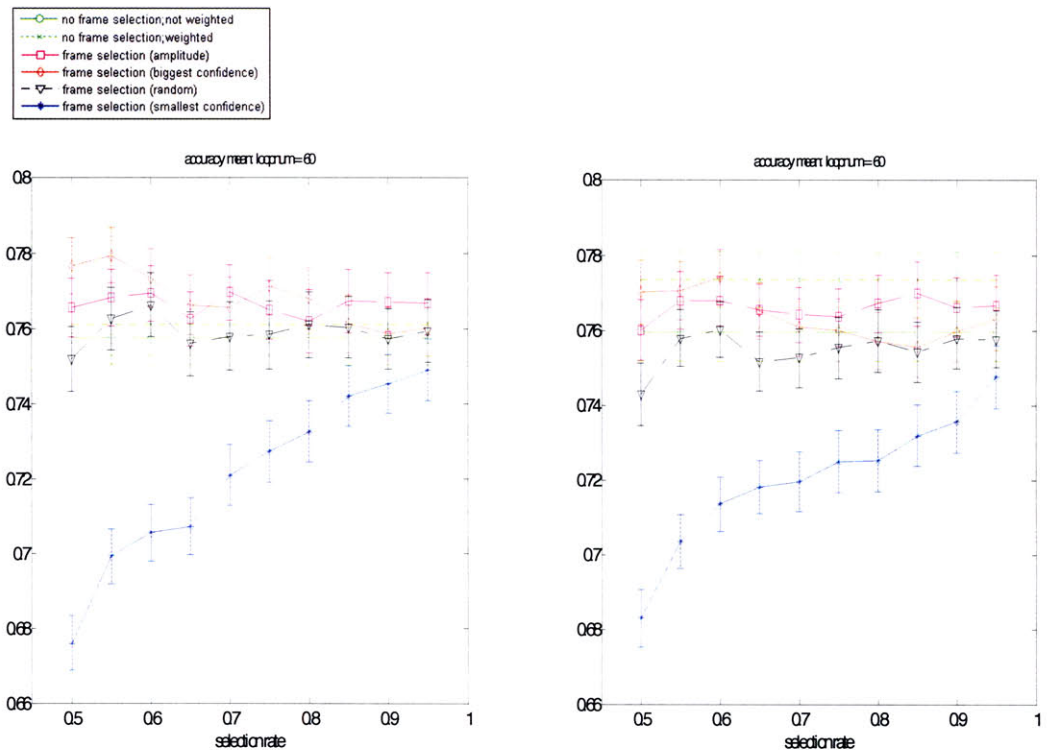 no frame selection;not weighted
no frame selection;weighted
frame selection (amplitude)
frame selection (biggest confidence)
frame selection (random)
frame selection (smallest confidence)
accuracy mean: loopnum=60
0.8
0.78
0.76
0.74
0.72
0.7
0.68
0.66
0.5 0.6 0.7 0.8 0.9 1
selection rate
accuracy mean: loopnum=60
0.8
0.78
0.76
0.74
0.72
0.7
0.68
0.66
0.5 0.6 0.7 0.8 0.9 1
selection rate